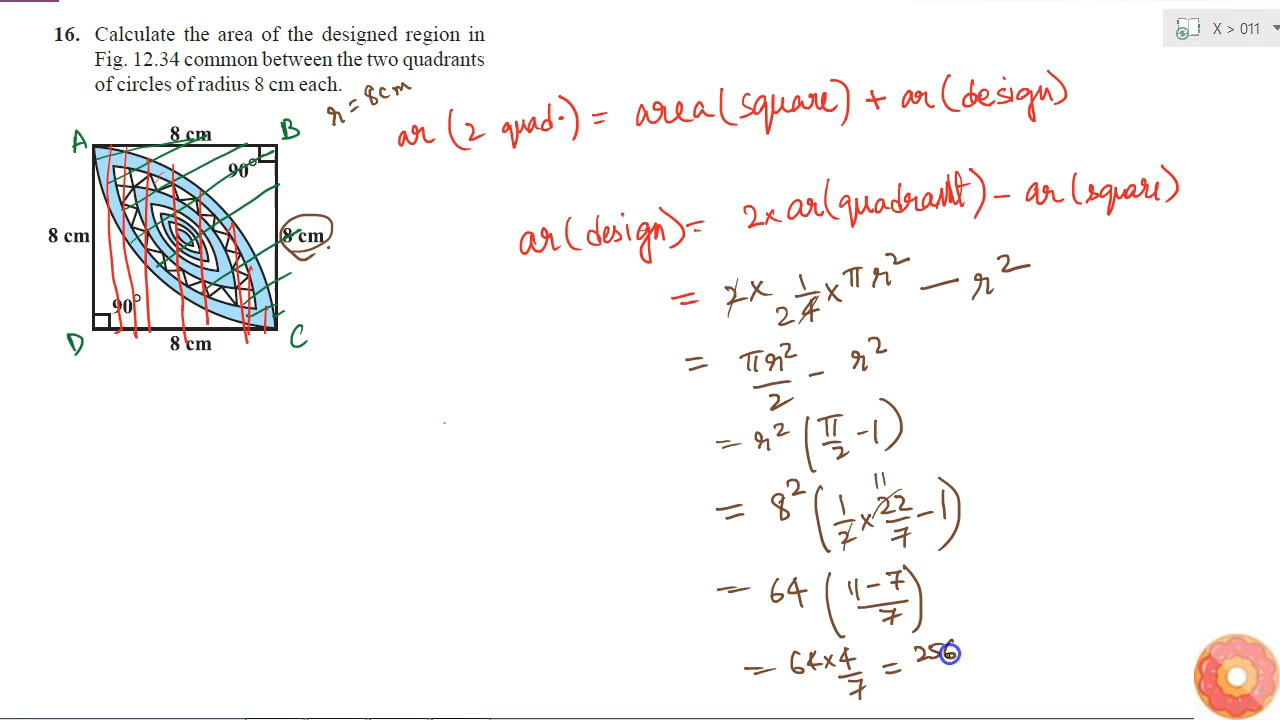 16. Calculate the area of the designed region in
Fig. 12.34 common between the two quadrants
of circles of radius 8 cm each.
r = 8cm
X > 011
ar (2 quad.) = area (square) + ar (design)
ar (design) = 2 x ar (quadrant) - ar (square)
= 2 x 1/4 x πr² - r²
2
= πr²/2 - r²
= r² (π/2 - 1)
= 8² (1/2 x 22/7 - 1)
11
= 64 (11 - 7/7)
= 64 x 4/7 = 256
A
8 cm
B
90°
8 cm
8 cm
90°
D
8 cm
C